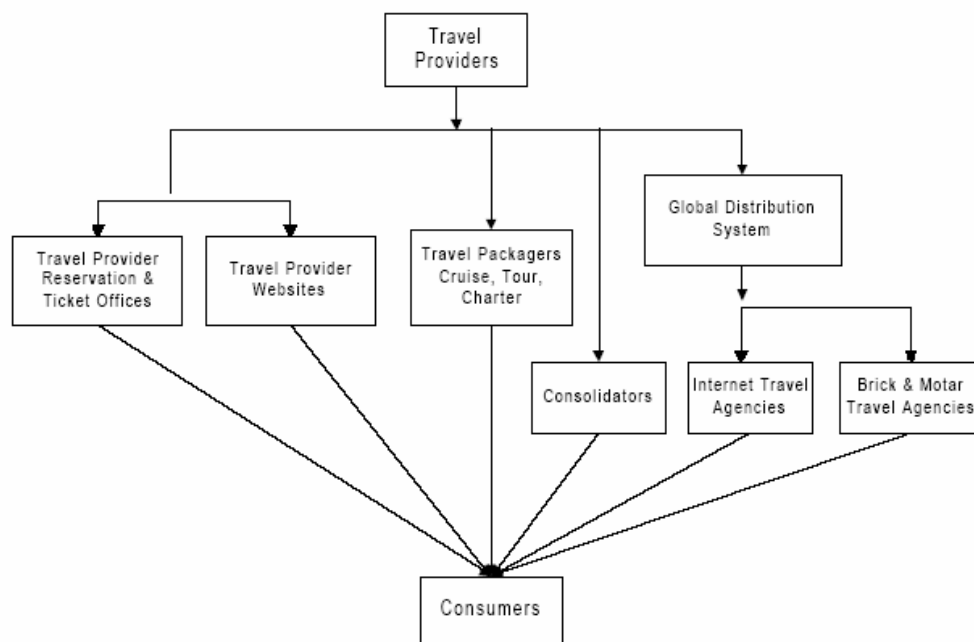 Travel
Providers
Global Distribution
System
Travel Provider
Reservation &
Ticket Offices
Travel Provider
Websites
Travel Packagers
Cruise, Tour,
Charter
Consolidators
Internet Travel
Agencies
Brick & Motar
Travel Agencies
Consumers